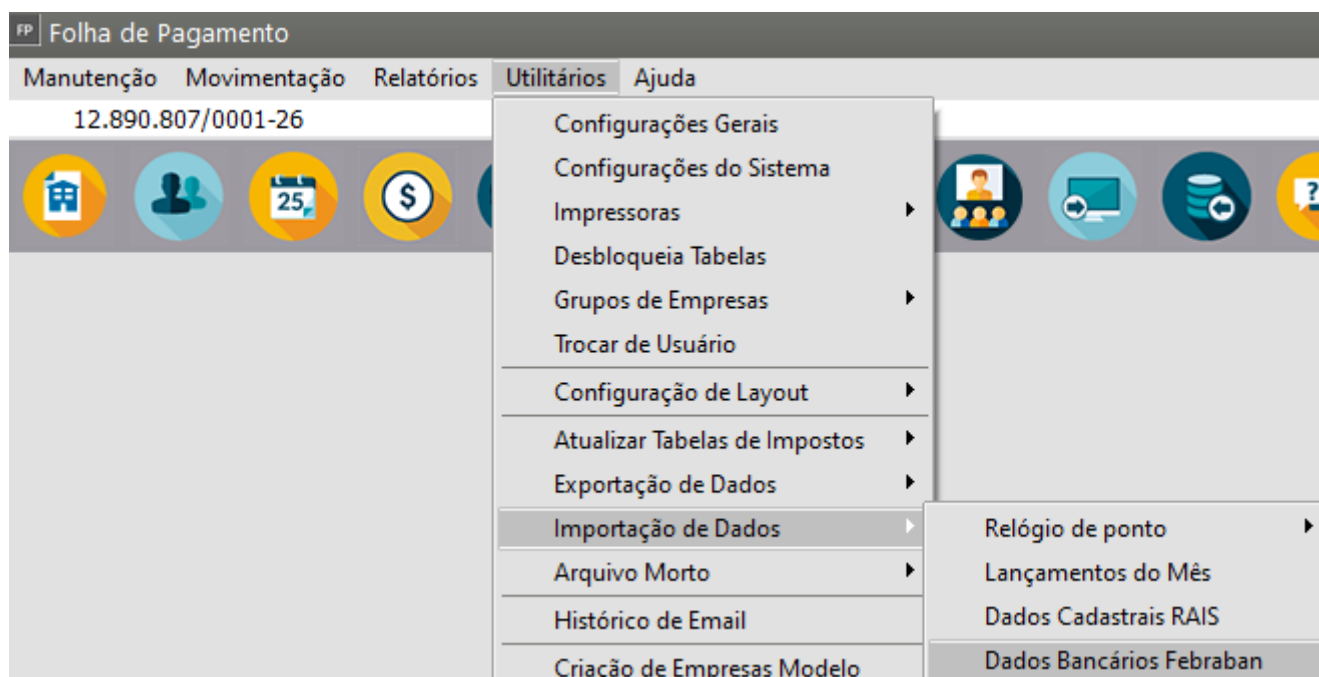 FP Folha de Pagamento
Manutenção Movimentação Relatórios Utilitários Ajuda
12.890.807/0001-26
25
$
?
Configurações Gerais
Configurações do Sistema
Impressoras
Desbloqueia Tabelas
Grupos de Empresas
Trocar de Usuário
Configuração de Layout
Atualizar Tabelas de Impostos
Exportação de Dados
Importação de Dados
Arquivo Morto
Histórico de Email
Criação de Empresas Modelo
Relógio de ponto
Lançamentos do Mês
Dados Cadastrais RAIS
Dados Bancários Febraban